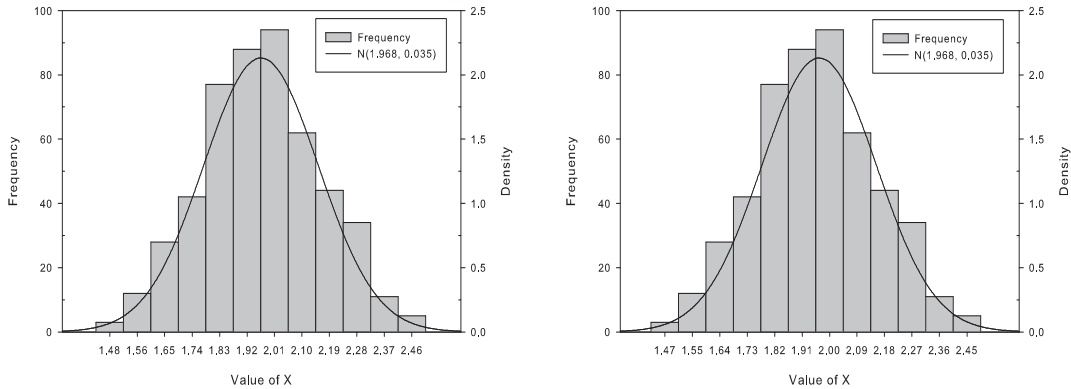 100
80
60
40
20
0
Frequency
2.5
2.0
1.5
1.0
0.5
0.0
Density
Frequency
N(1,968, 0,035)
1,48 1,56 1,65 1,74 1,83 1,92 2,01 2,10 2,19 2,28 2,37 2,46
Value of X
100
80
60
40
20
0
Frequency
2.5
2.0
1.5
1.0
0.5
0.0
Density
Frequency
N(1,968, 0,035)
1,47 1,55 1,64 1,73 1,82 1,91 2,00 2,09 2,18 2,27 2,36 2,45
Value of X